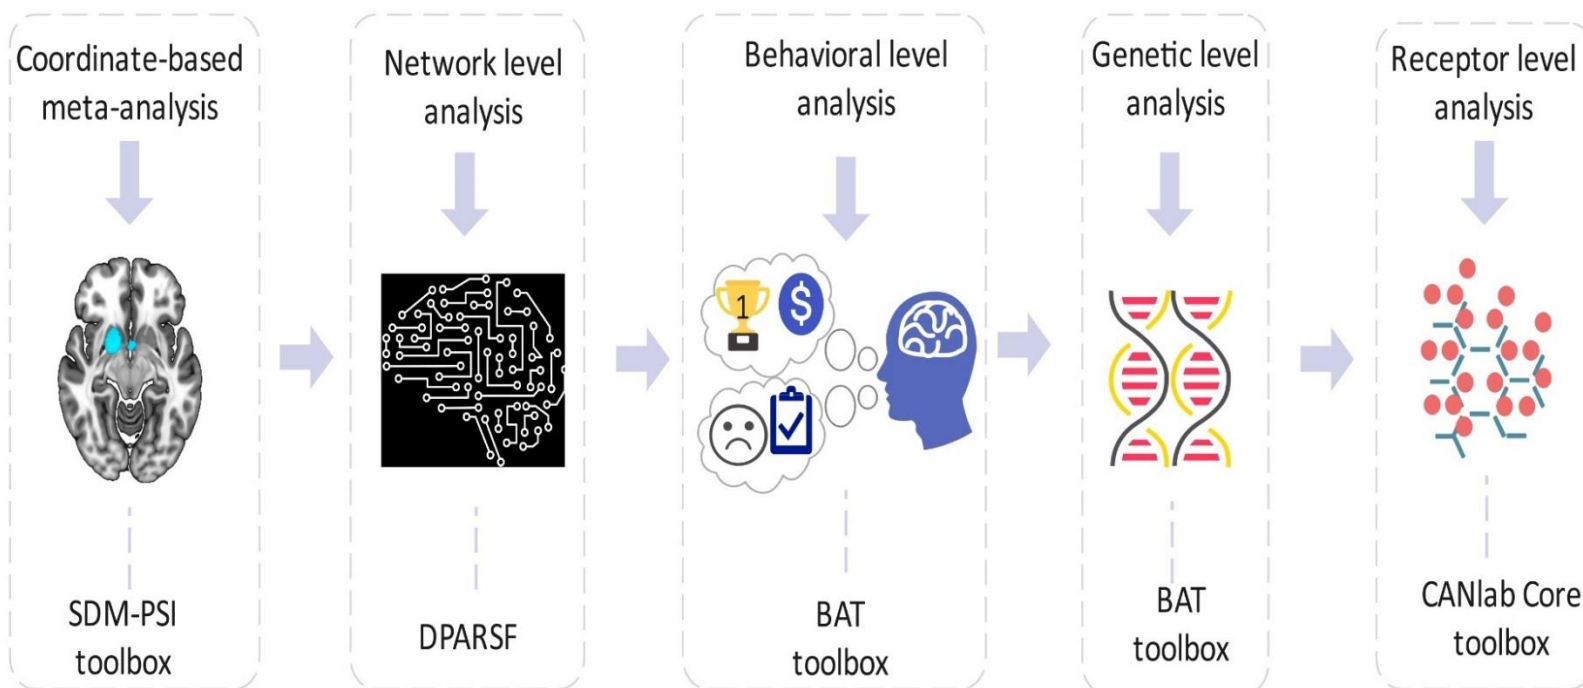 Coordinate-based
meta-analysis
SDM-PSI
toolbox
Network level
analysis
DPARSF
Behavioral level
analysis
1
$
BAT
toolbox
Genetic level
analysis
BAT
toolbox
Receptor level
analysis
CANlab Core
toolbox